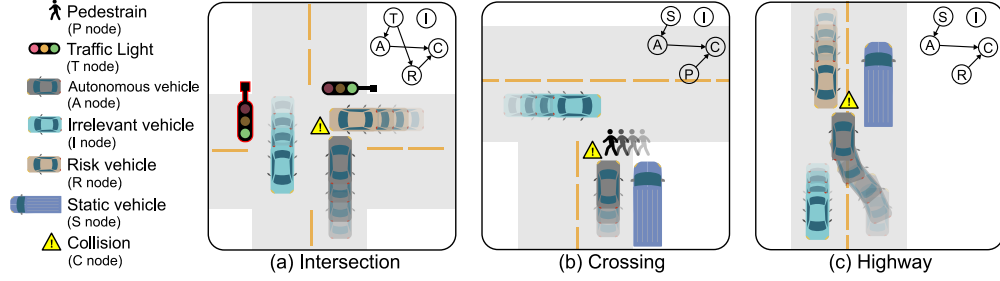 Pedestrain
(P node)
Traffic Light
(T node)
Autonomous vehicle
(A node)
Irrelevant vehicle
(I node)
Risk vehicle
(R node)
Static vehicle
(S node)
Collision
(C node)
T I
A C
R
(a) Intersection
S I
A C
P
(b) Crossing
S I
A C
R
(c) Highway